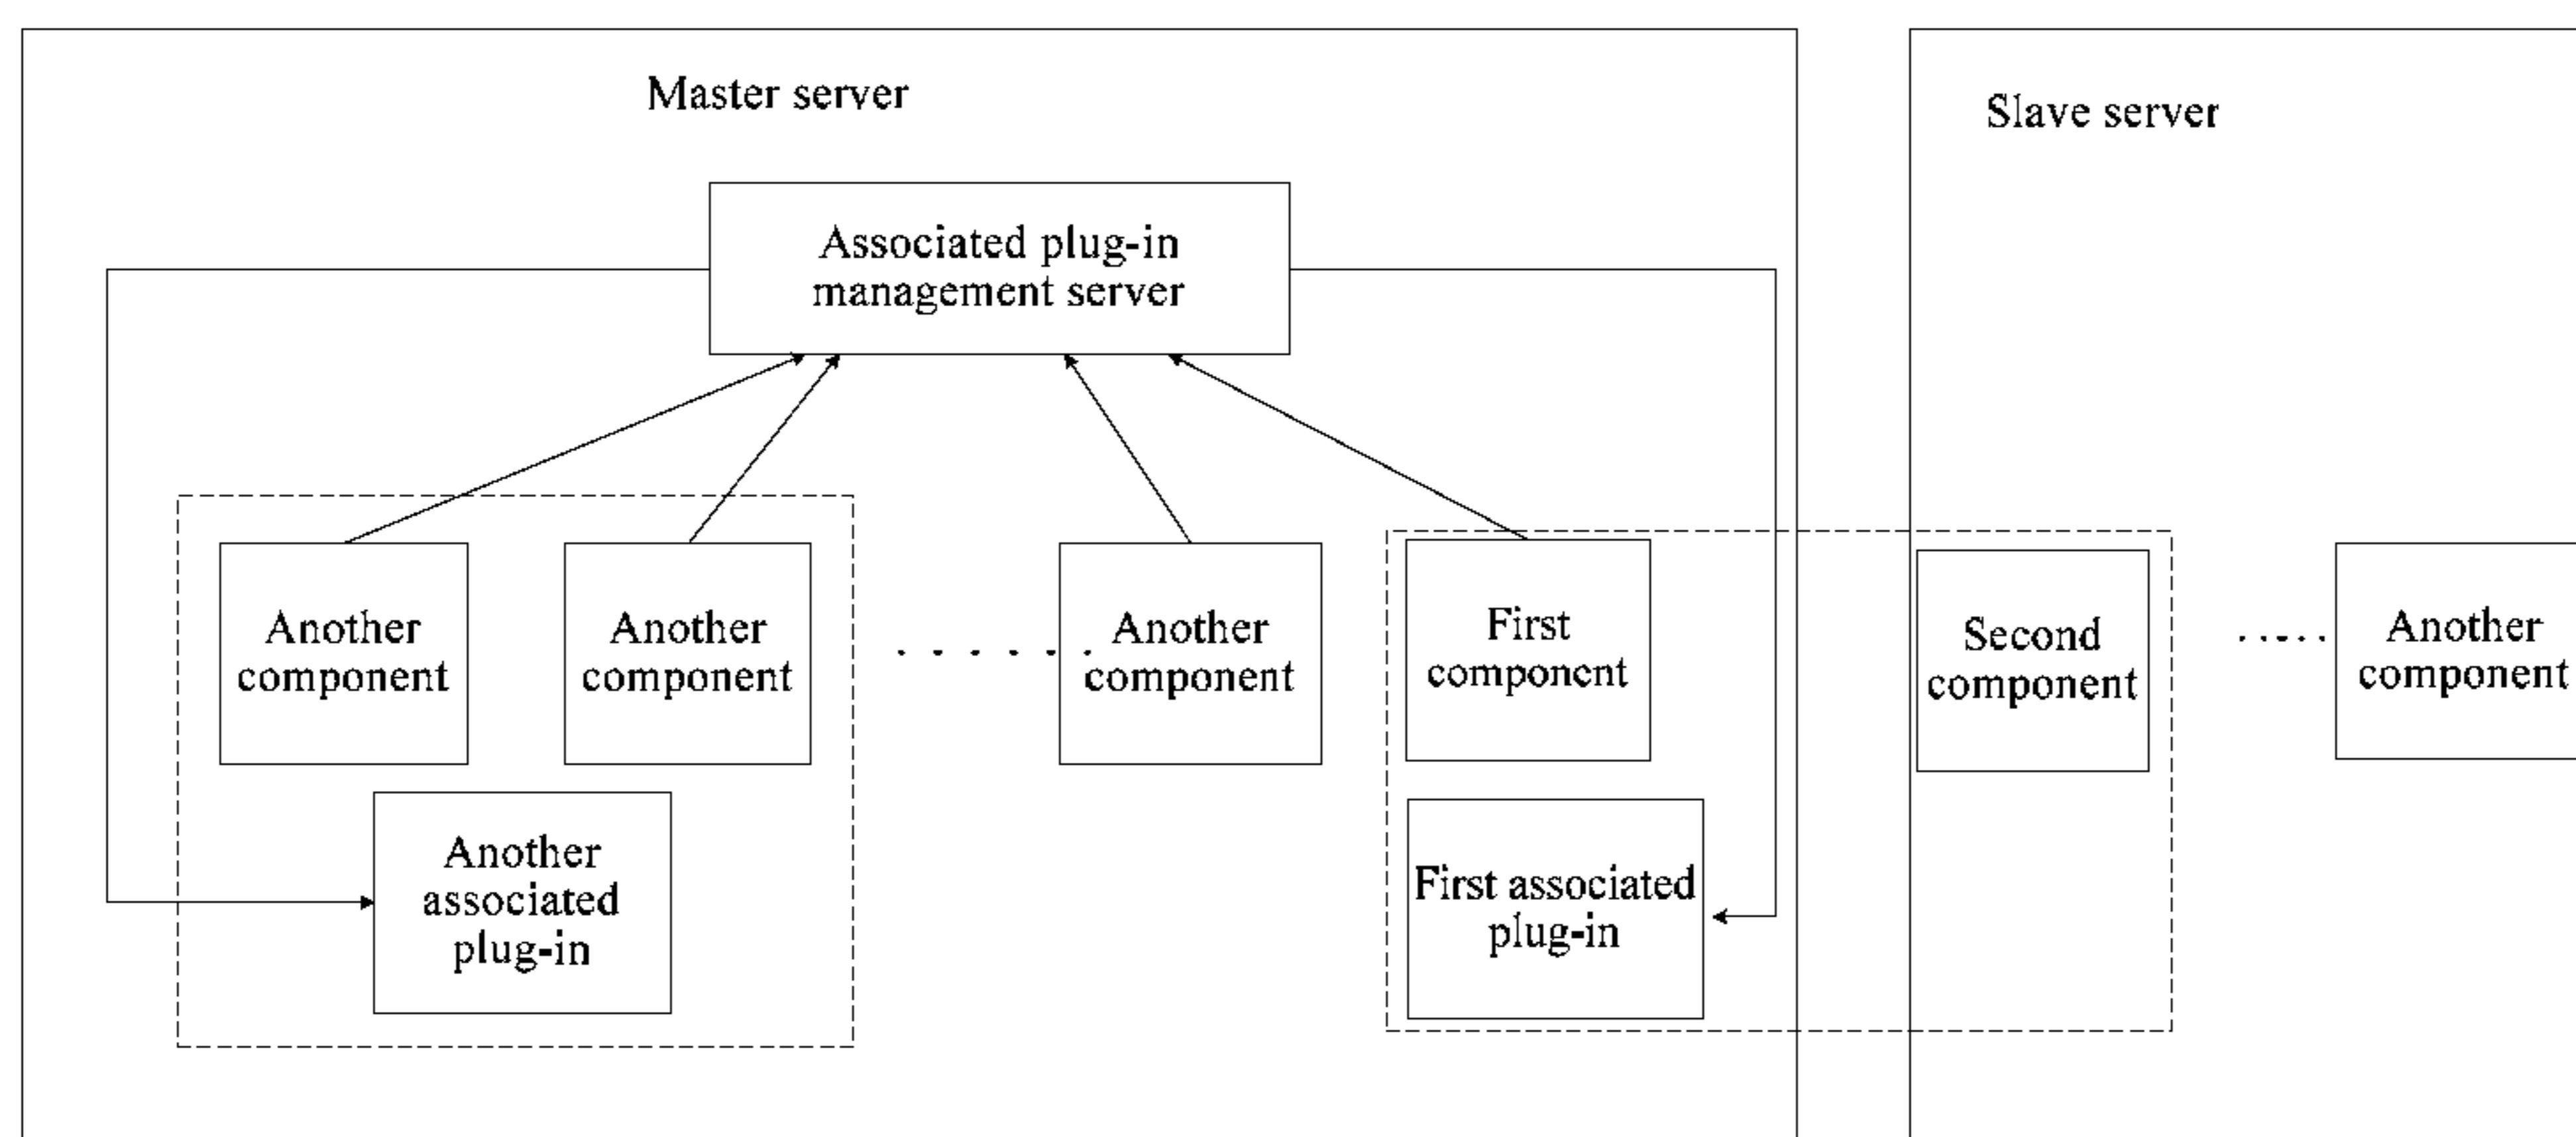 Master server
Slave server
Associated plug-in
management server
Another
component
Another
component
Another
component
First
component
Second
component
Another
component
Another
associated
plug-in
First associated
plug-in